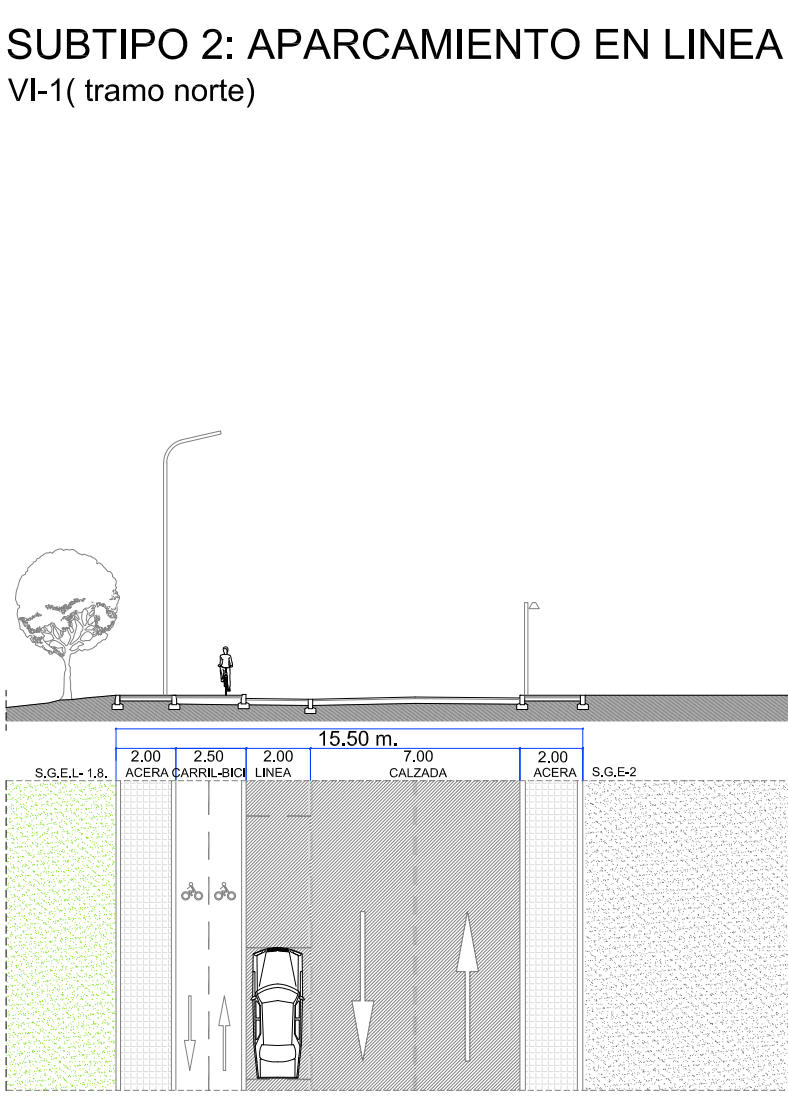 SUBTIPO 2: APARCAMIENTO EN LINEA
VI-1( tramo norte)
15.50 m.
2.00 2.50 2.00 7.00 2.00
S.G.E.L- 1.8. ACERA CARRIL-BICI LINEA CALZADA ACERA S.G.E-2